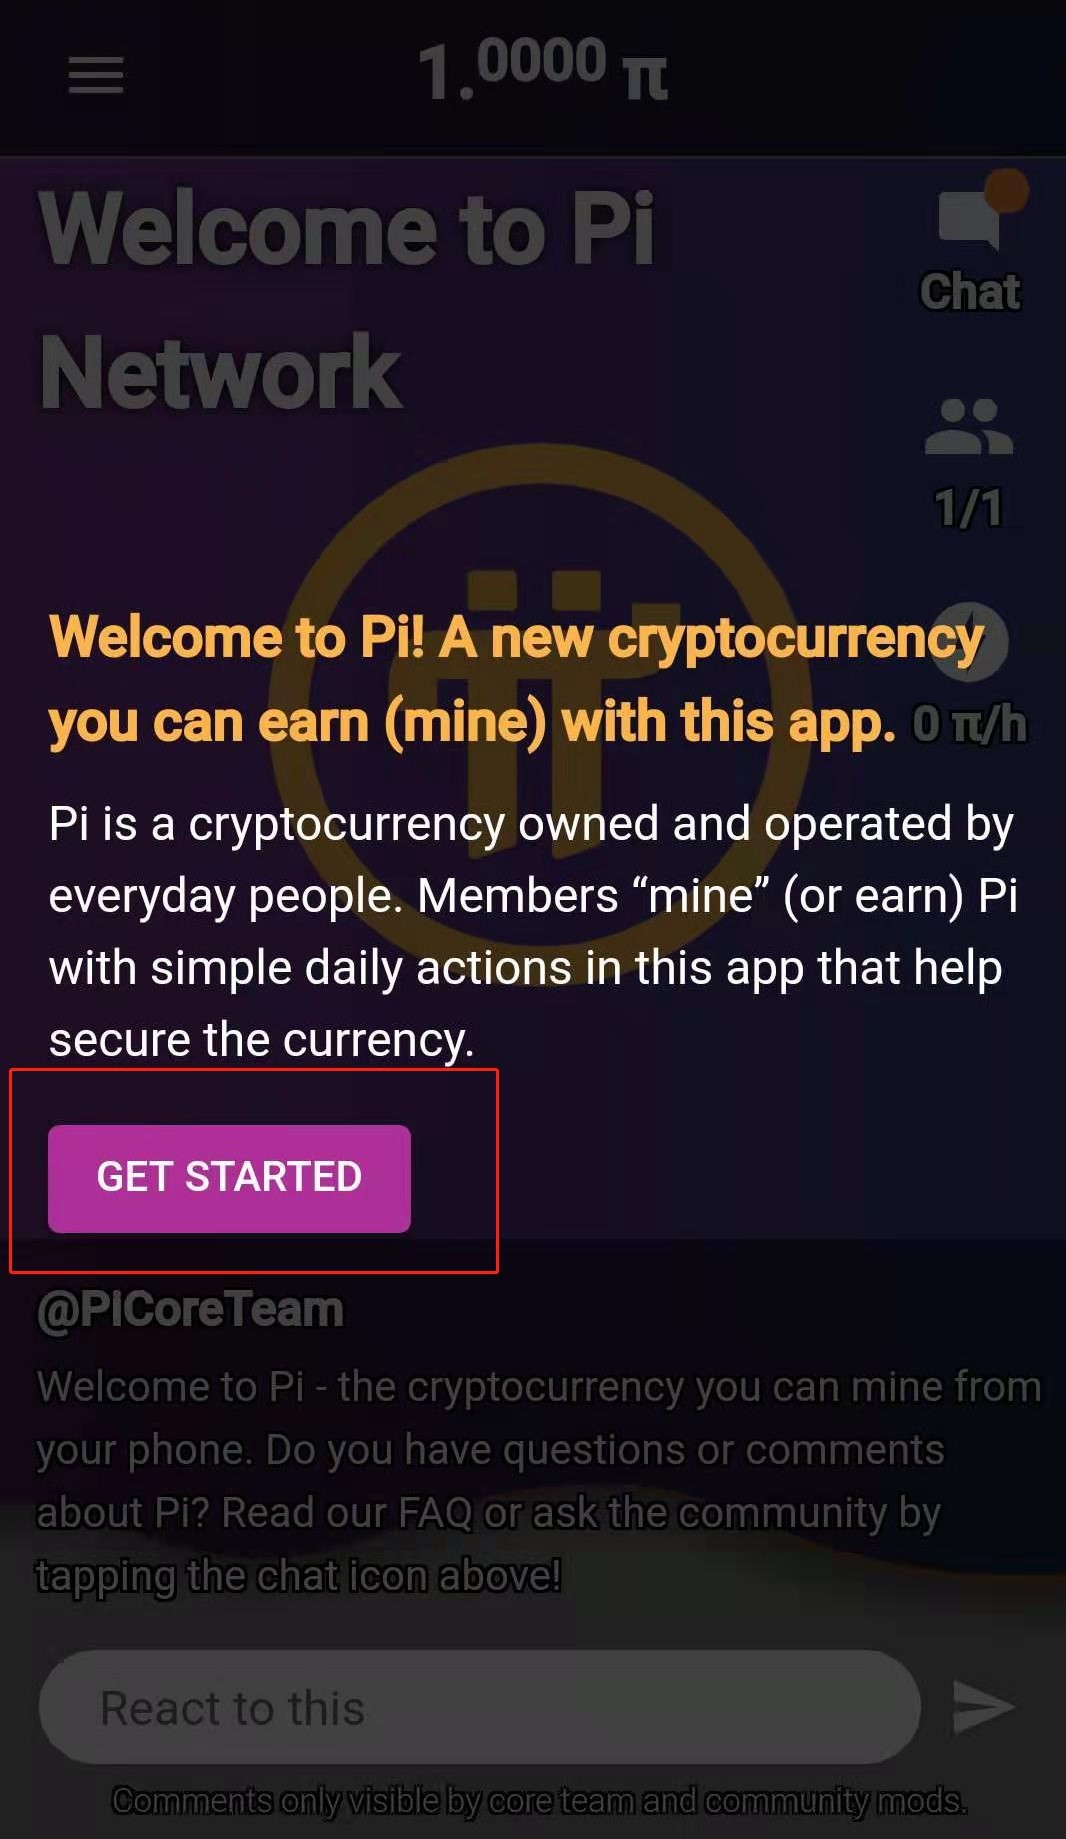 1.0000 π
Welcome to Pi
Network
Chat
1/1
Welcome to Pi! A new cryptocurrency
you can earn (mine) with this app.
0 π/h
Pi is a cryptocurrency owned and operated by
everyday people. Members “mine” (or earn) Pi
with simple daily actions in this app that help
secure the currency.
GET STARTED
@PiCoreTeam
Welcome to Pi - the cryptocurrency you can mine from
your phone. Do you have questions or comments
about Pi? Read our FAQ or ask the community by
tapping the chat icon above!
React to this
Comments only visible by core team and community mods.